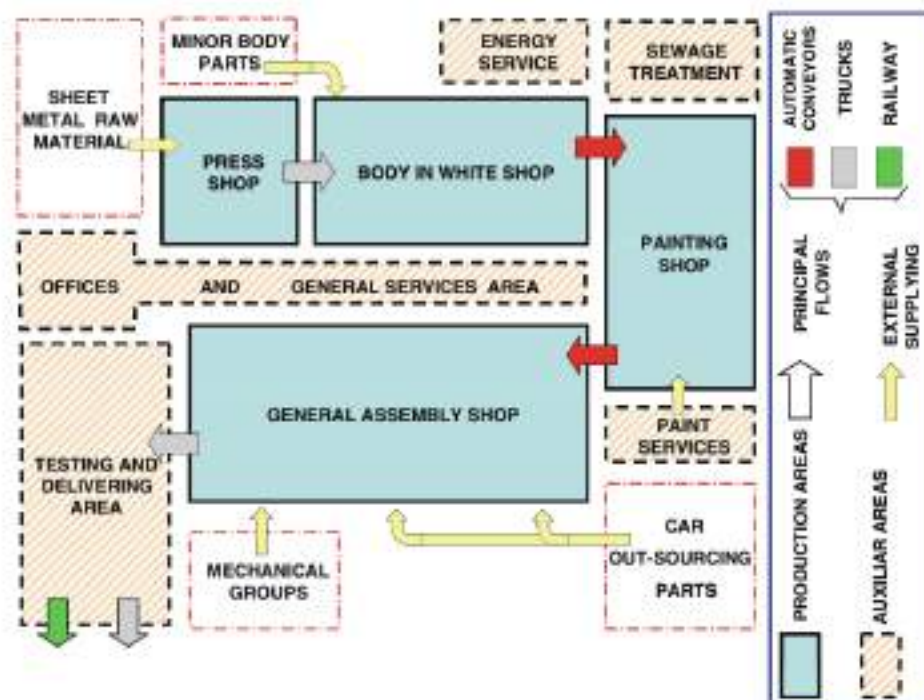 MINOR BODY
PARTS
ENERGY
SERVICE
SEWAGE
TREATMENT
SHEET
METAL RAW
MATERIAL
PRESS
SHOP
BODY IN WHITE SHOP
PAINTING
SHOP
OFFICES AND GENERAL SERVICES AREA
GENERAL ASSEMBLY SHOP
TESTING AND
DELIVERING
AREA
PAINT
SERVICES
MECHANICAL
GROUPS
CAR
OUT-SOURCING
PARTS
AUTOMATIC
CONVEYORS
TRUCKS
RAILWAY
PRINCIPAL
FLOWS
EXTERNAL
SUPPLYING
PRODUCTION AREAS
AUXILIAR AREAS